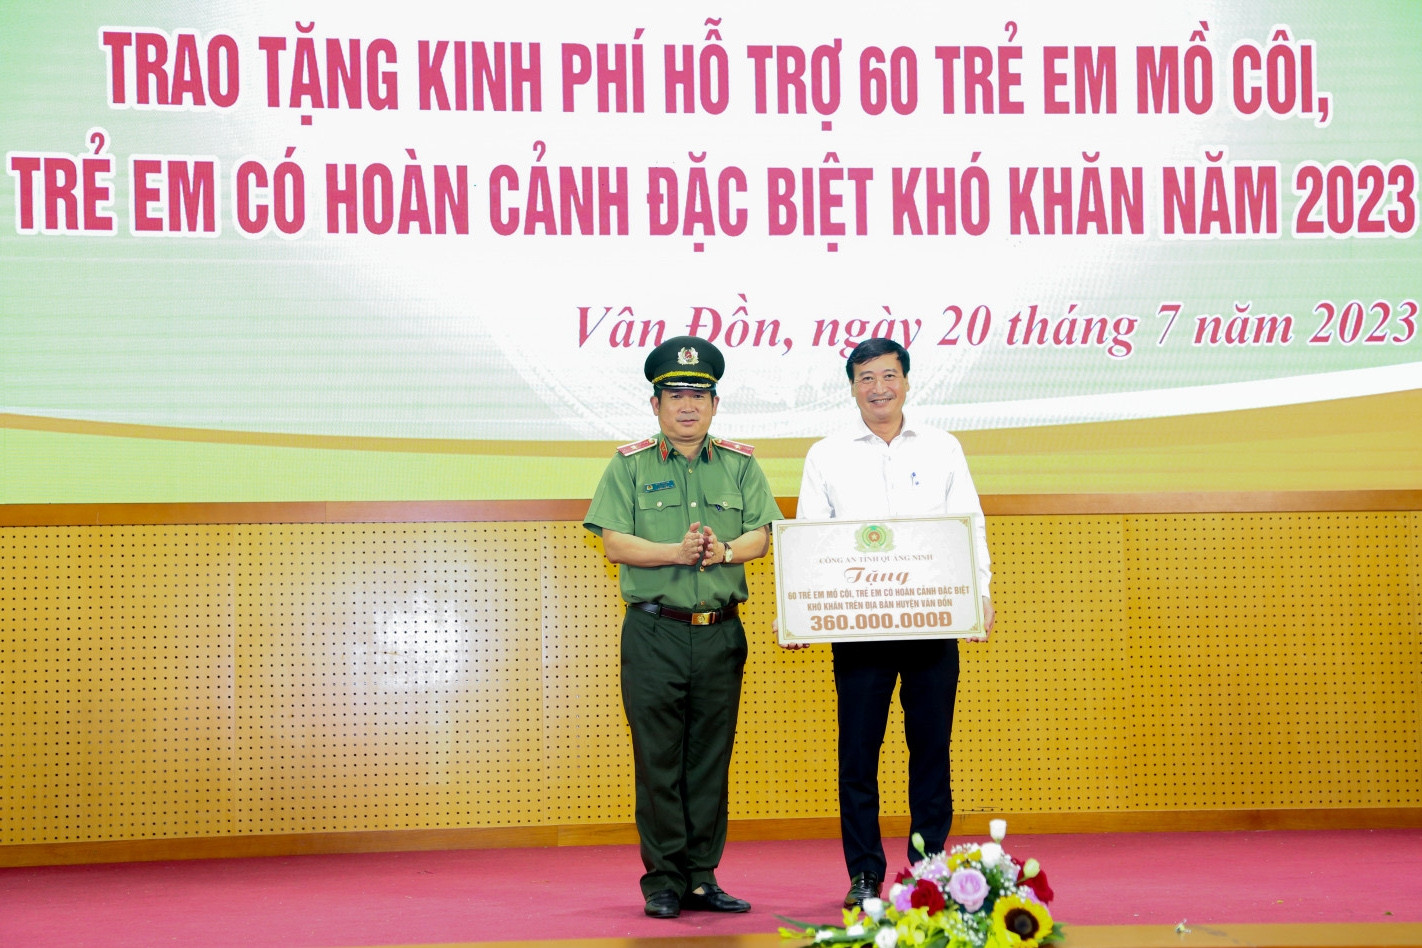 TRAO TẶNG KINH PHÍ HỖ TRỢ 60 TRẺ EM MỒ CÔI,
TRẺ EM CÓ HOÀN CẢNH ĐẶC BIỆT KHÓ KHĂN NĂM 2023
Vân Đồn, ngày 20 tháng 7 năm 2023
CÔNG AN TỈNH QUẢNG NINH
Tặng
60 TRẺ EM MỒ CÔI, TRẺ EM CÓ HOÀN CẢNH ĐẶC BIỆT
KHÓ KHĂN TRÊN ĐỊA BÀN HUYỆN VÂN ĐỒN
360.000.000Đ